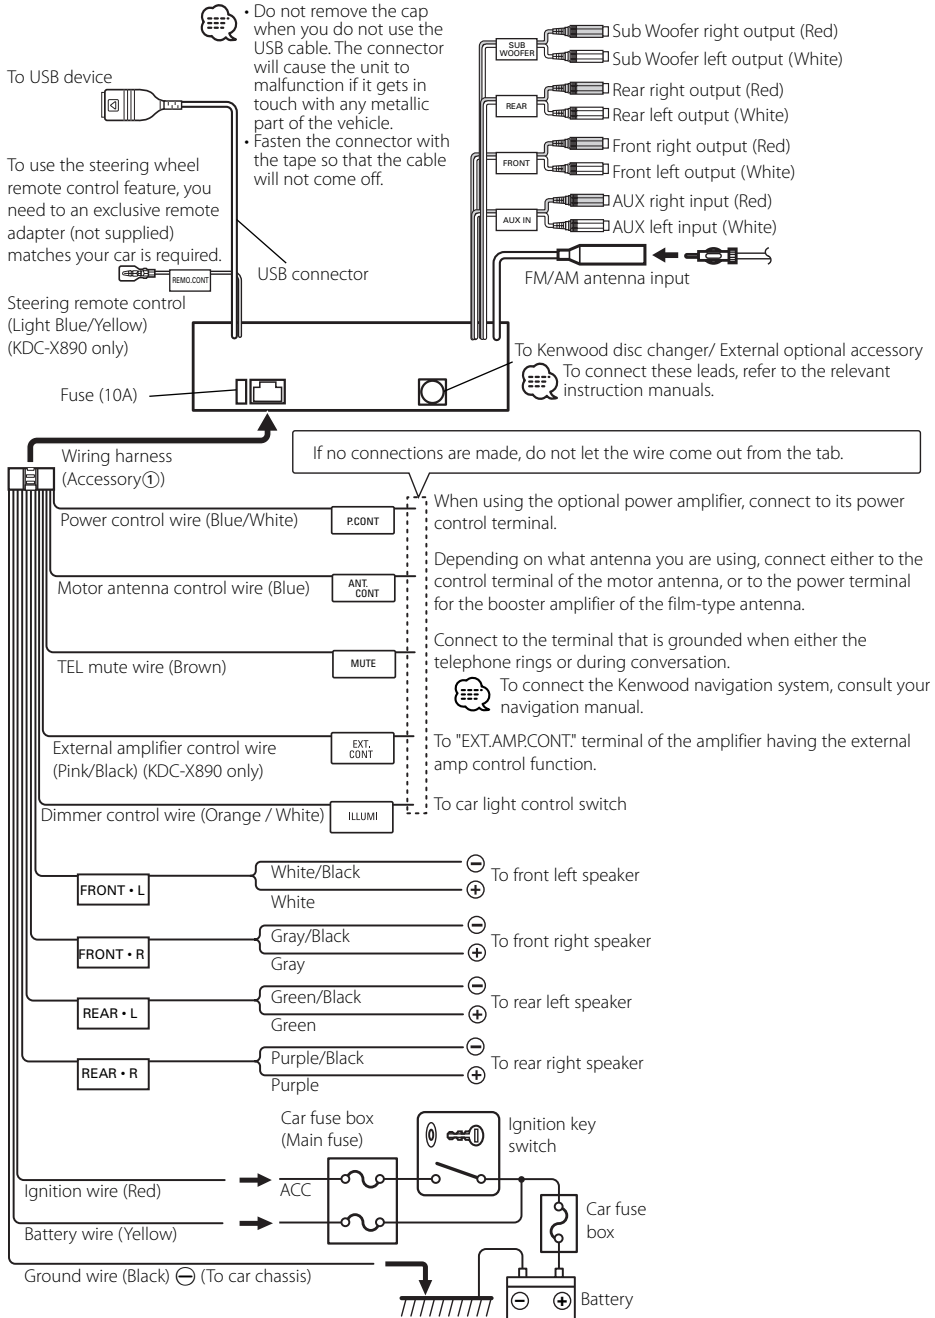 • Do not remove the cap
when you do not use the
USB cable. The connector
will cause the unit to
malfunction if it gets in
touch with any metallic
part of the vehicle.
• Fasten the connector with
the tape so that the cable
will not come off.
To USB device
To use the steering wheel
remote control feature, you
need to an exclusive remote
adapter (not supplied)
matches your car is required.
REMO.CONT
USB connector
Steering remote control
(Light Blue/Yellow)
(KDC-X890 only)
SUB
WOOFER
Sub Woofer right output (Red)
Sub Woofer left output (White)
REAR
Rear right output (Red)
Rear left output (White)
FRONT
Front right output (Red)
Front left output (White)
AUX IN
AUX right input (Red)
AUX left input (White)
FM/AM antenna input
To Kenwood disc changer/ External optional accessory
To connect these leads, refer to the relevant
instruction manuals.
Fuse (10A)
Wiring harness
(Accessory①)
If no connections are made, do not let the wire come out from the tab.
Power control wire (Blue/White)
P.CONT
When using the optional power amplifier, connect to its power
control terminal.
Motor antenna control wire (Blue)
ANT.
CONT
Depending on what antenna you are using, connect either to the
control terminal of the motor antenna, or to the power terminal
for the booster amplifier of the film-type antenna.
TEL mute wire (Brown)
MUTE
Connect to the terminal that is grounded when either the
telephone rings or during conversation.
To connect the Kenwood navigation system, consult your
navigation manual.
External amplifier control wire
(Pink/Black) (KDC-X890 only)
EXT.
CONT
To "EXT.AMP.CONT." terminal of the amplifier having the external
amp control function.
Dimmer control wire (Orange / White)
ILLUMI
To car light control switch
FRONT • L
White/Black
⊖
White
⊕
To front left speaker
FRONT • R
Gray/Black
⊖
Gray
⊕
To front right speaker
REAR • L
Green/Black
⊖
Green
⊕
To rear left speaker
REAR • R
Purple/Black
⊖
Purple
⊕
To rear right speaker
Car fuse box
(Main fuse)
Ignition key
switch
Ignition wire (Red)
ACC
Battery wire (Yellow)
Car fuse
box
Ground wire (Black) ⊖ (To car chassis)
⊖ ⊕ Battery